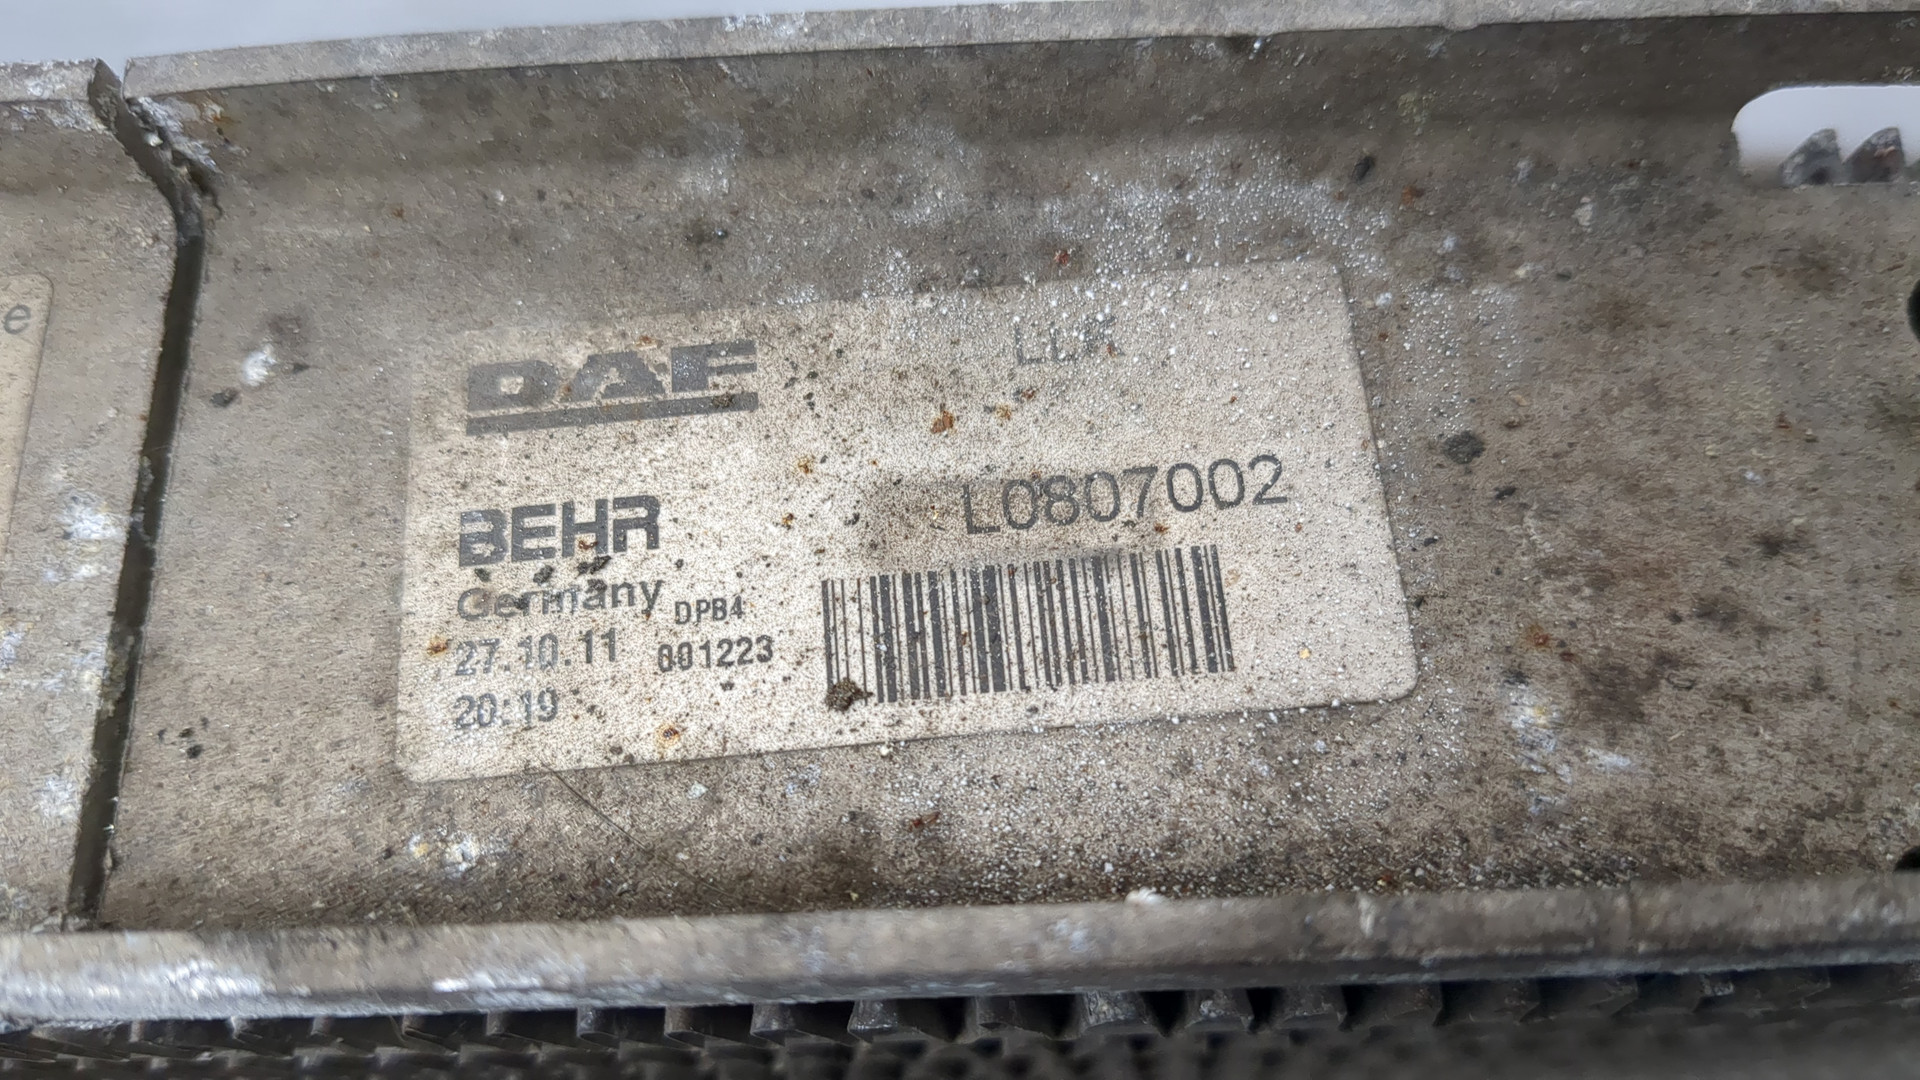 e
DAF
LLK
BEHR
L0807002
Germany
DPB4
27.10.11
001223
20:19